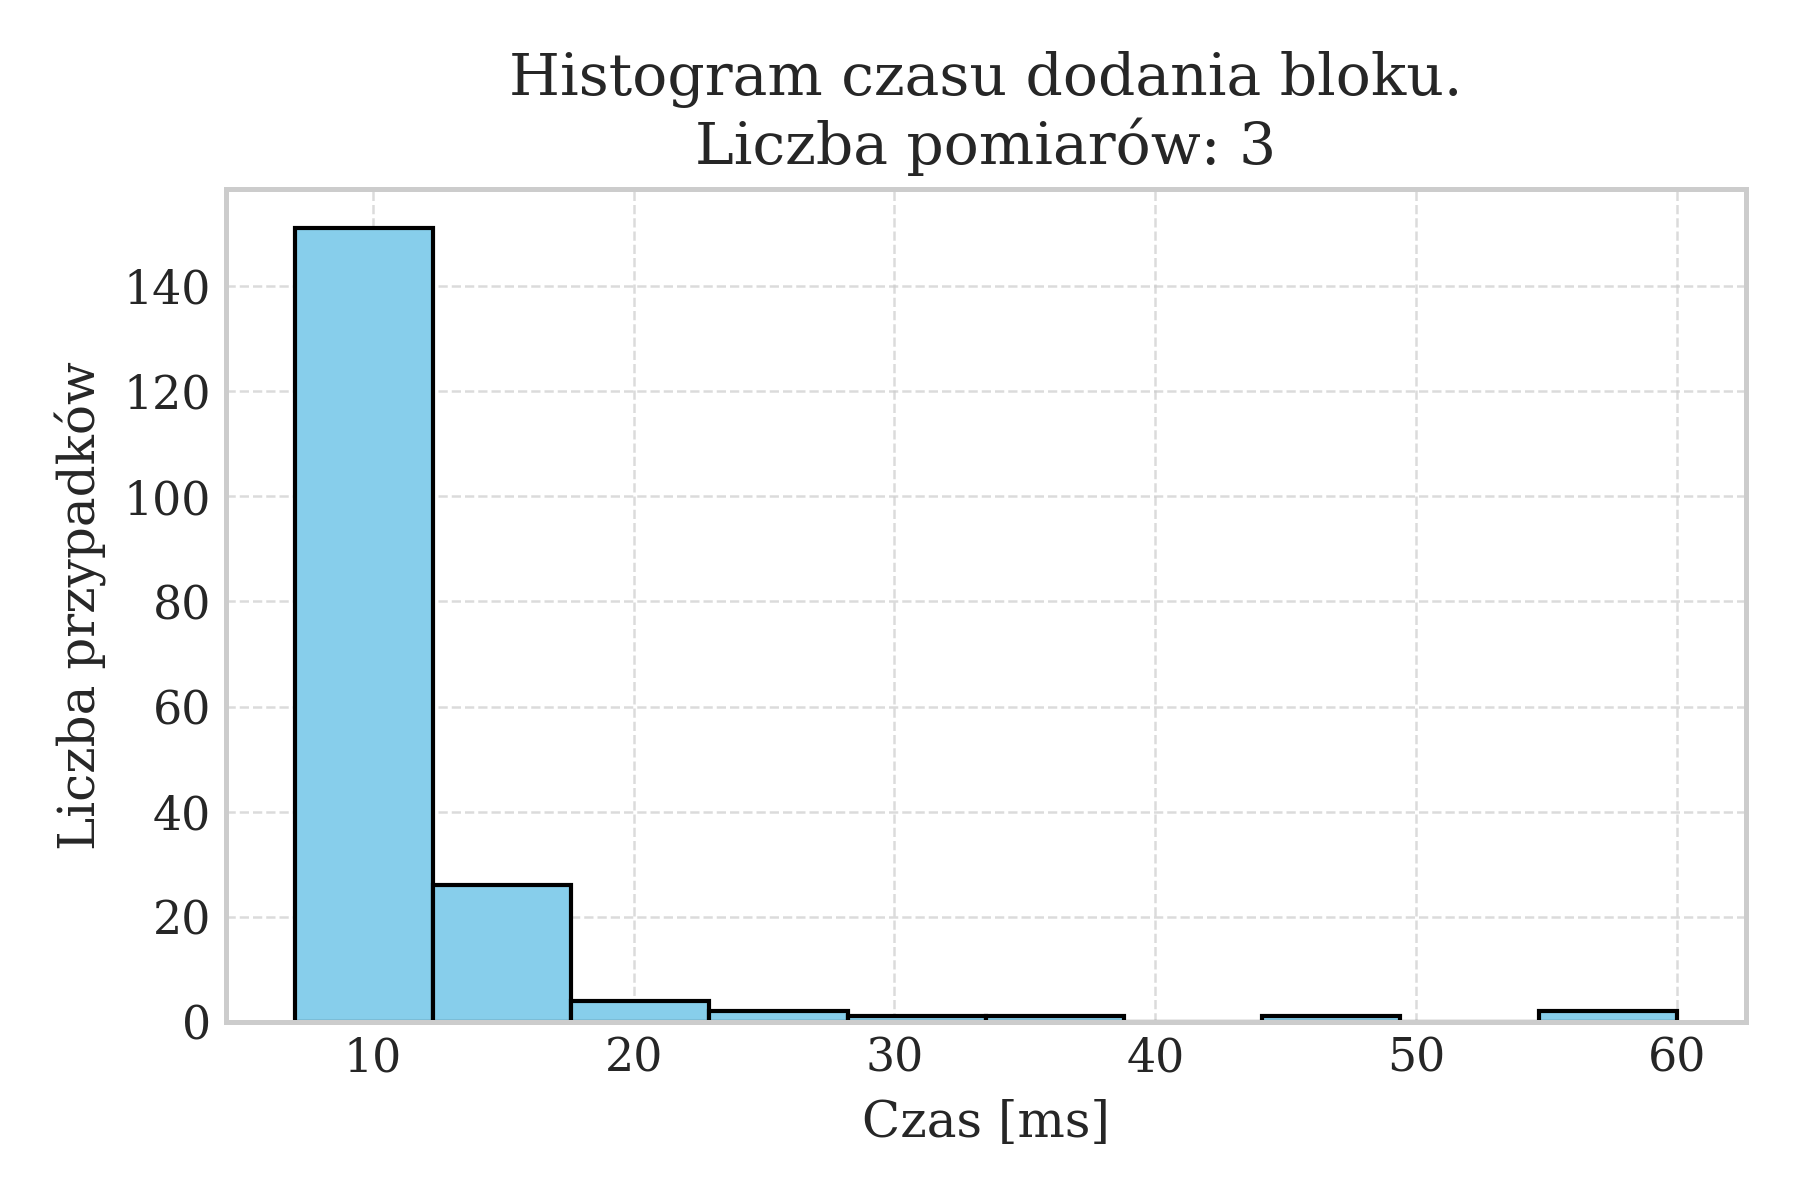 Histogram czasu dodania bloku.
Liczba pomiarów: 3
Liczba przypadków
140
120
100
80
60
40
20
0
10 20 30 40 50 60
Czas [ms]